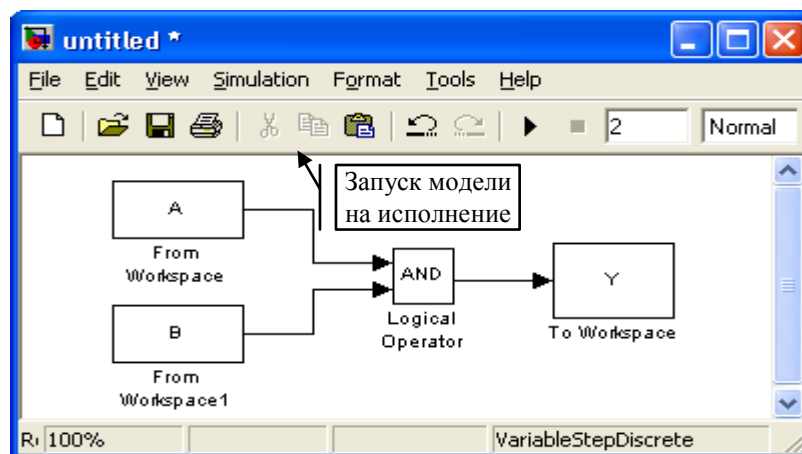 untitled *
File Edit View Simulation Format Tools Help
2 Normal
Запуск модели
на исполнение
A
From
Workspace
AND
Logical
Operator
Y
To Workspace
B
From
Workspace1
100% VariableStepDiscrete